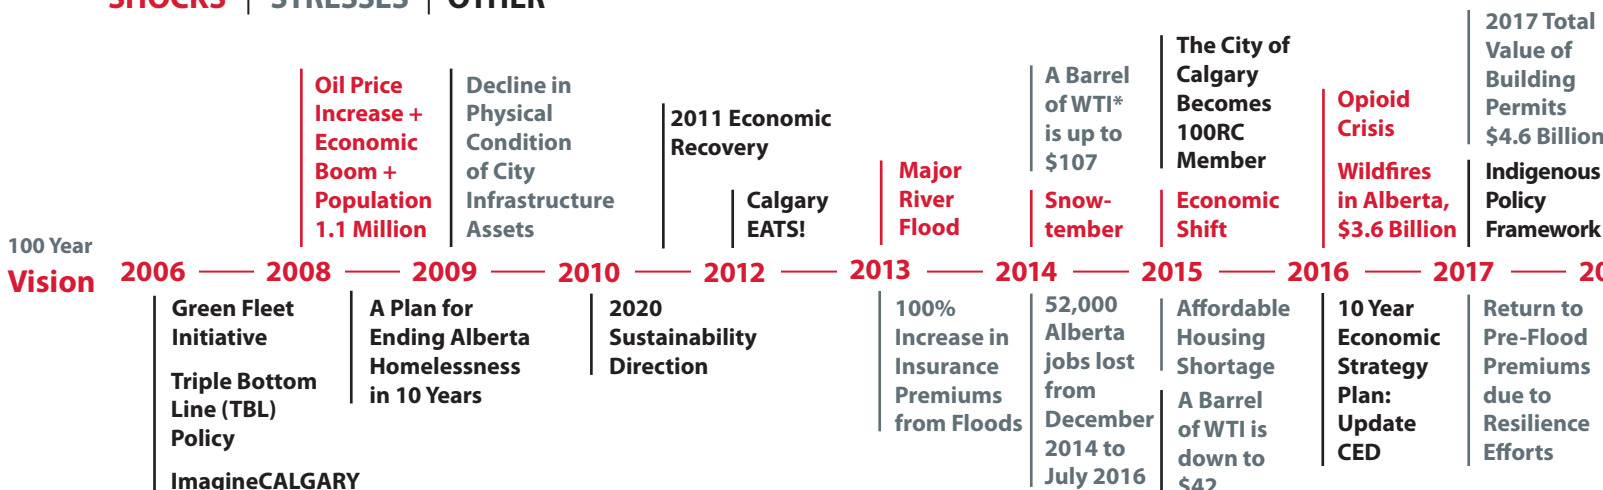 SHOCKS | STRESSES | OTHER
Oil Price
Increase +
Economic
Boom +
Population
1.1 Million
Decline in
Physical
Condition
of City
Infrastructure
Assets
2011 Economic
Recovery
Calgary
EATS!
Major
River
Flood
A Barrel
of WTI*
is up to
$107
Snow-
tember
The City of
Calgary
Becomes
100RC
Member
Economic
Shift
Opioid
Crisis
Wildfires
in Alberta,
$3.6 Billion
2017 Total
Value of
Building
Permits
$4.6 Billion
Indigenous
Policy
Framework
100 Year
Vision
2006 2008 2009 2010 2012 2013 2014 2015 2016 2017
Green Fleet
Initiative
Triple Bottom
Line (TBL)
Policy
ImagineCALGARY
A Plan for
Ending Alberta
Homelessness
in 10 Years
2020
Sustainability
Direction
100%
Increase in
Insurance
Premiums
from Floods
52,000
Alberta
jobs lost
from
December
2014 to
July 2016
Affordable
Housing
Shortage
A Barrel
of WTI is
down to
$42
10 Year
Economic
Strategy
Plan:
Update
CED
Return to
Pre-Flood
Premiums
due to
Resilience
Efforts